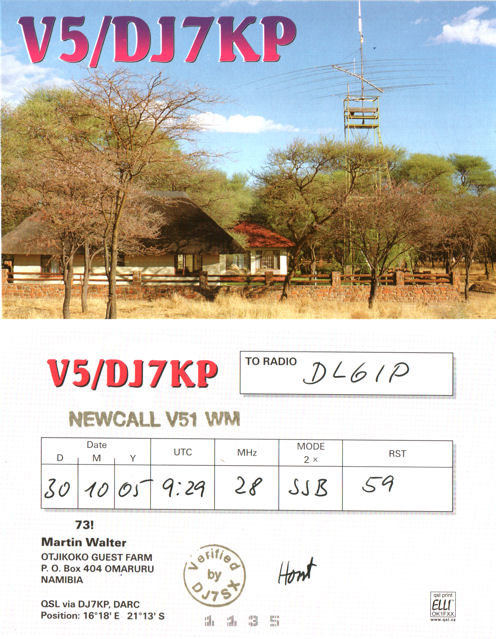 V5/DJ7KP
V5/DJ7KP
TO RADIO DL6IP
NEWCALL V51 WM
Date UTC MHz MODE RST
D M Y 2 ×
30 10 05 9:29 28 SSB 59
73!
Martin Walter
OTJIKOKO GUEST FARM
P. O. Box 404 OMARURU
NAMIBIA
Verified
by
DJ7SX
Horst
QSL via DJ7KP, DARC
Position: 16°18' E 21°13' S
1135
qsl print
ELLI
OK1FXX